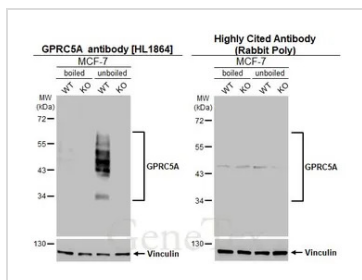 GPRC5A antibody [HL1864]
MCF-7
boiled unboiled
WT KO WT KO
MW
(kDa)
72
55
43
34
GPRC5A
130
Vinculin
Highly Cited Antibody
(Rabbit Poly)
MCF-7
boiled unboiled
WT KO WT KO
MW
(kDa)
72
55
43
34
GPRC5A
130
Vinculin
GeneTex